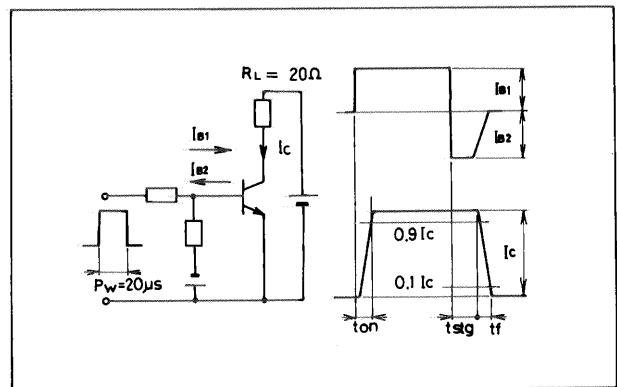 RL = 20Ω
IB1
IB2
Ic
Pw=20μs
IB1
IB2
0.9 Ic
Ic
0.1 Ic
ton
tstg
tf